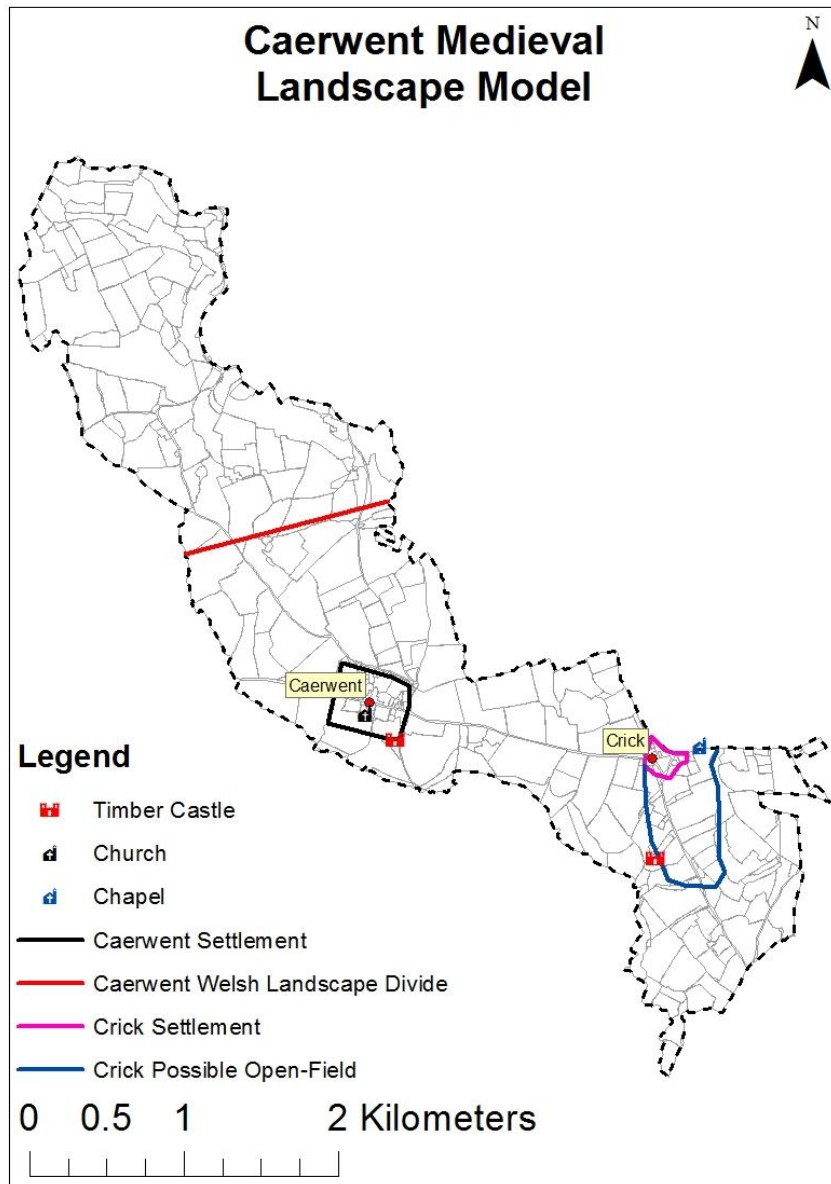 Caerwent Medieval
Landscape Model
N
Caerwent
Crick
Legend
Timber Castle
Church
Chapel
Caerwent Settlement
Caerwent Welsh Landscape Divide
Crick Settlement
Crick Possible Open-Field
0 0.5 1 2 Kilometers